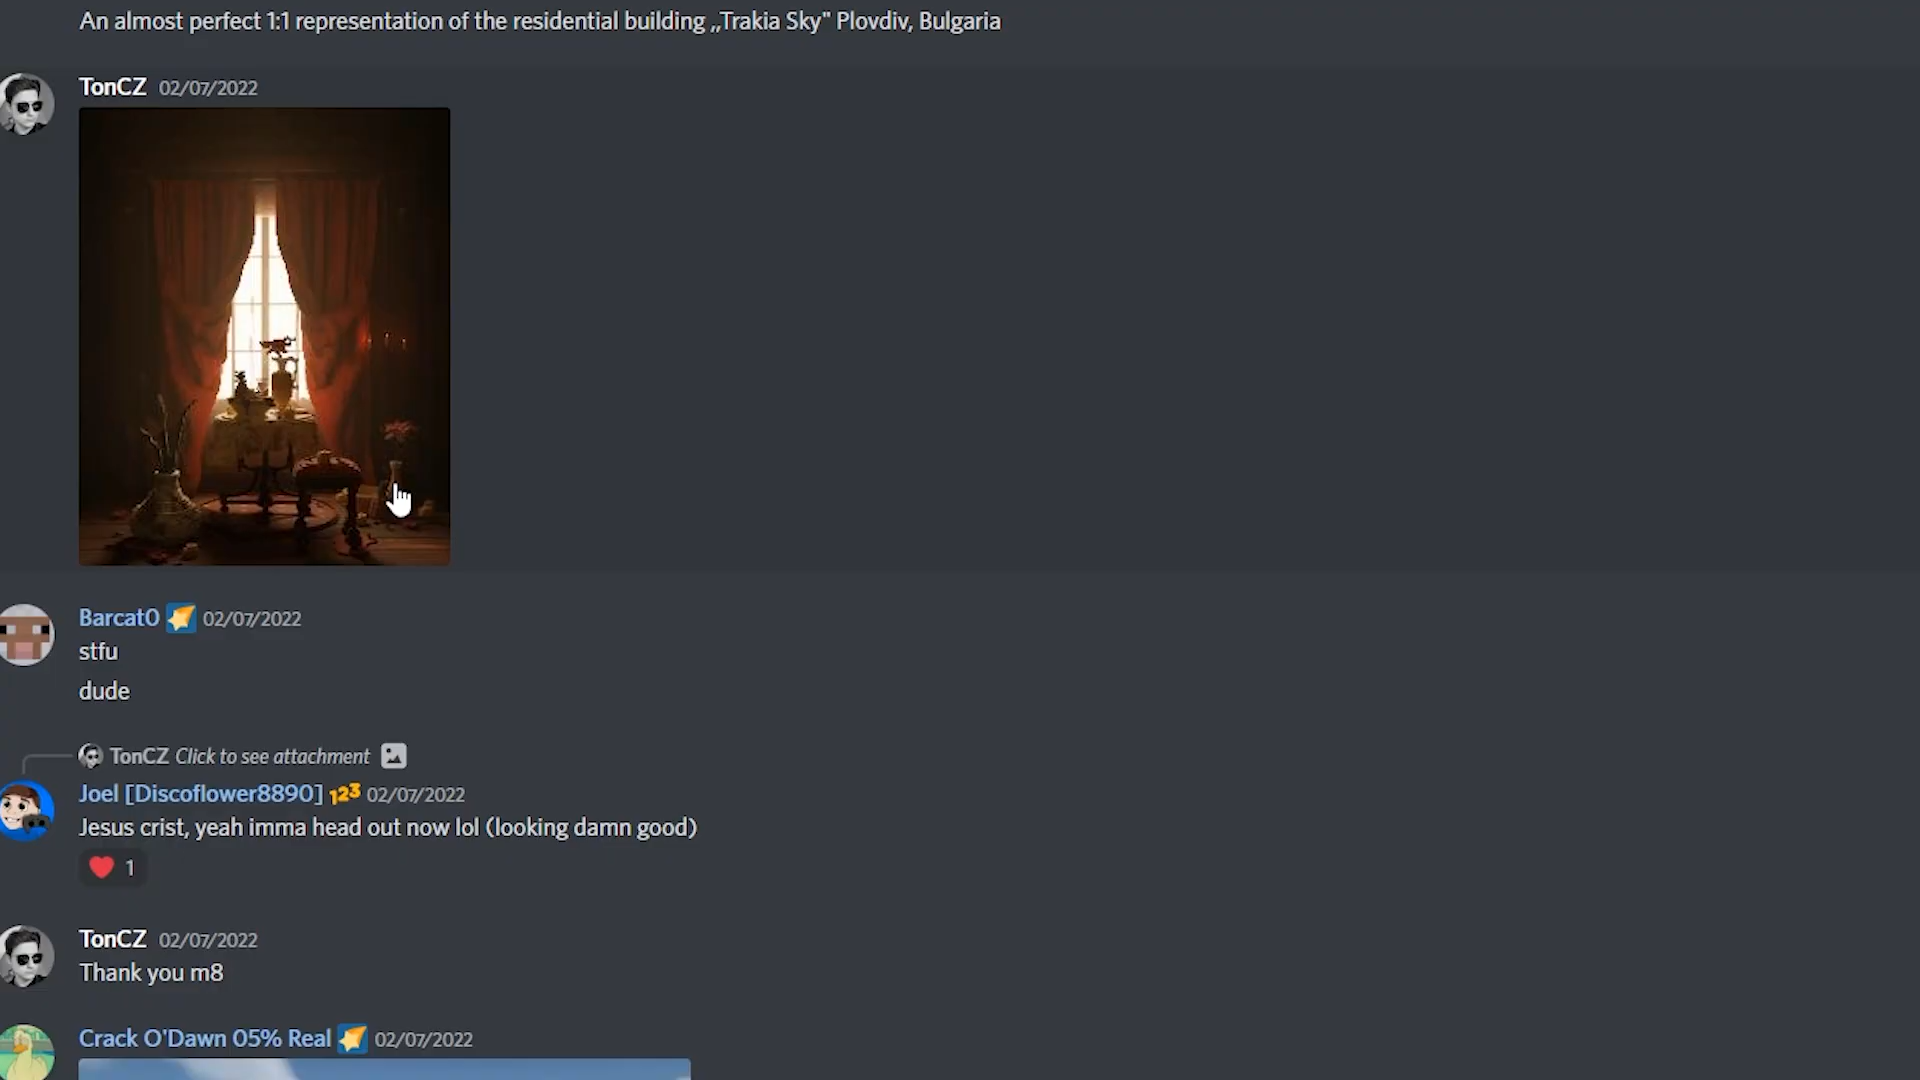 An almost perfect 1:1 representation of the residential building „Trakia Sky" Plovdiv, Bulgaria
TonCZ 02/07/2022
Barcat0 02/07/2022
stfu
dude
TonCZ Click to see attachment
Joel [Discoflower8890] 123 02/07/2022
Jesus crist, yeah imma head out now lol (looking damn good)
1
TonCZ 02/07/2022
Thank you m8
Crack O'Dawn 05% Real 02/07/2022